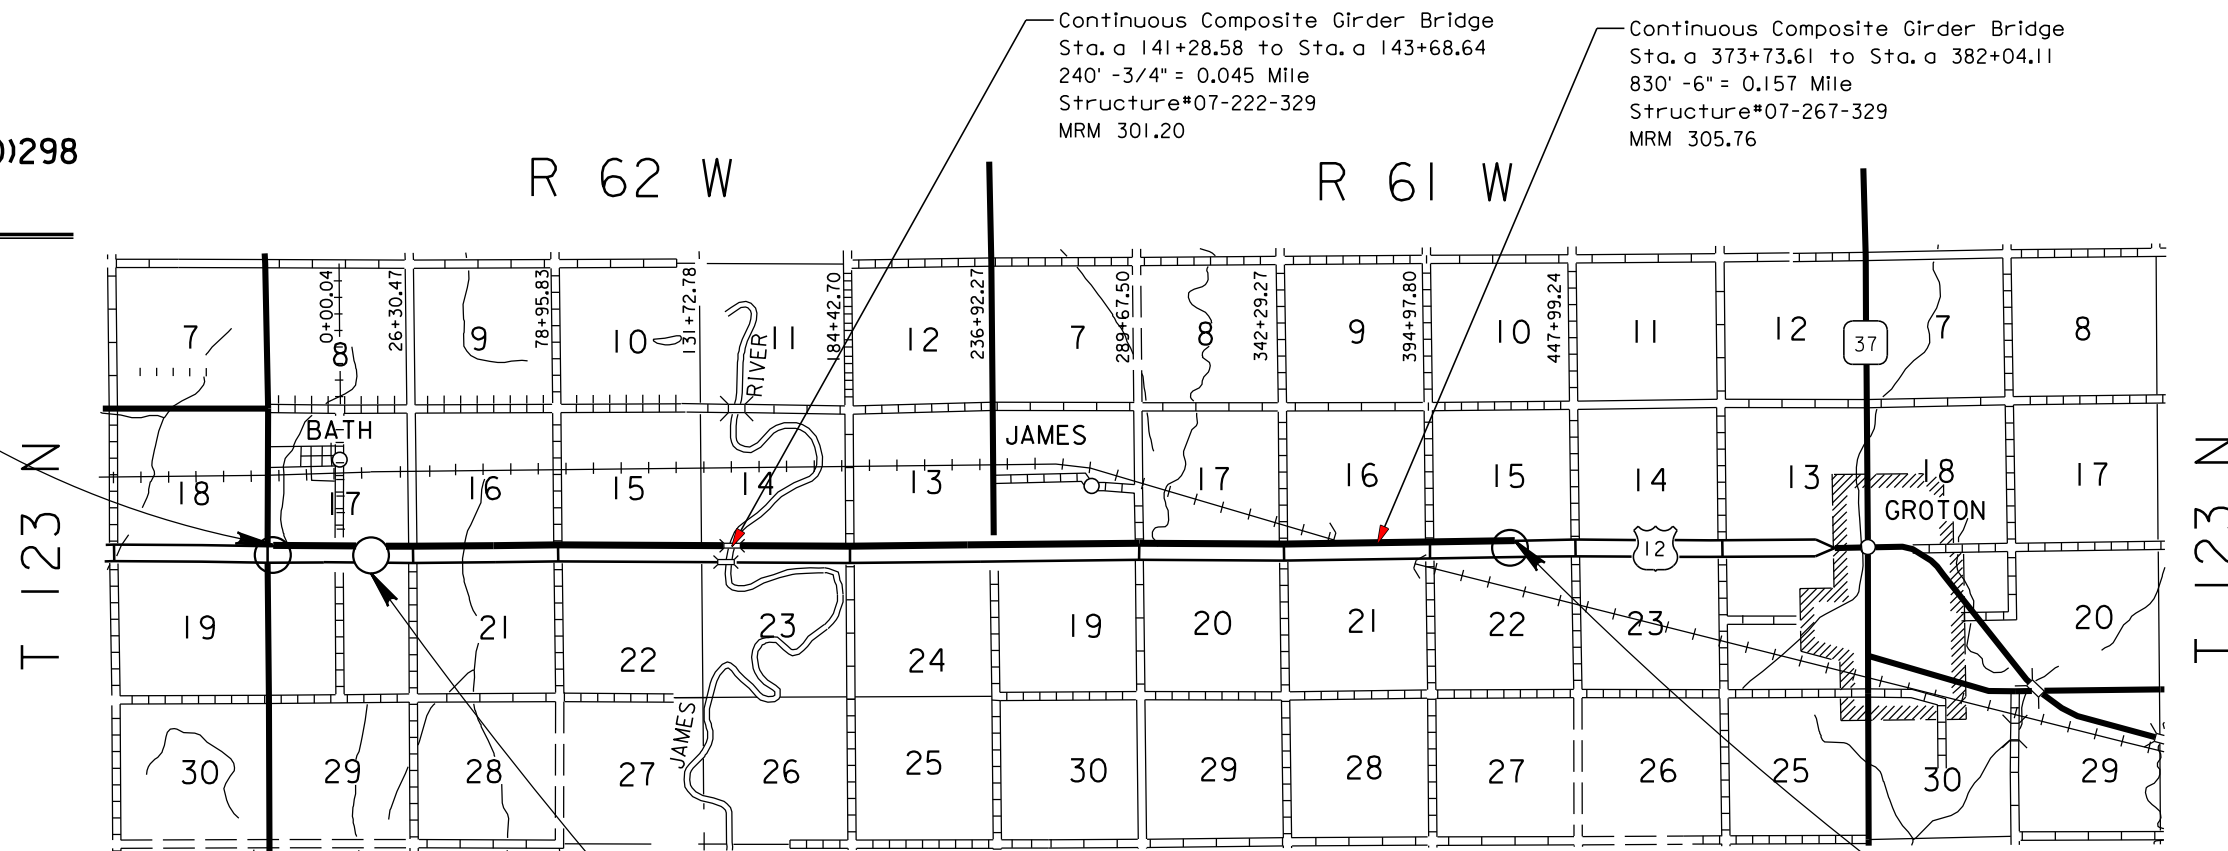 Continuous Composite Girder Bridge
Sta. a 141+28.58 to Sta. a 143+68.64
240' -3/4" = 0.045 Mile
Structure#07-222-329
MRM 301.20
Continuous Composite Girder Bridge
Sta. a 373+73.61 to Sta. a 382+04.11
830' -6" = 0.157 Mile
Structure#07-267-329
MRM 305.76
)298
R 62 W
R 61 W
0+00.04
26+30.47
78+95.83
131+72.78
184+42.70
236+92.27
289+67.50
342+29.27
394+97.80
447+99.24
7 8 9 10 11 12 7 8 9 10 11 12 7 8
37
RIVER
BATH
JAMES
T 123 N
18 17 16 15 14 13 17 16 15 14 13 18 17
GROTON
12
T 123 N
19 21 22 23 24 19 20 21 22 23 20
JAMES
30 29 28 27 26 25 30 29 28 27 26 25 30 29